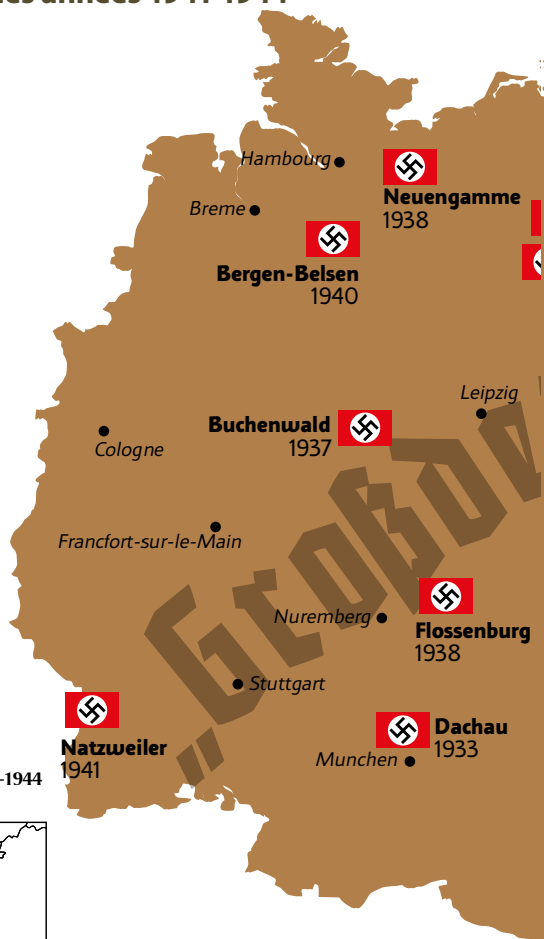 Hambourg
Neuengamme
1938
Breme
Bergen-Belsen
1940
Leipzig
Buchenwald
1937
Cologne
Francfort-sur-le-Main
„Großd
Nuremberg
Flossenburg
1938
Stuttgart
Natzweiler
1941
Dachau
1933
Munchen
-1944